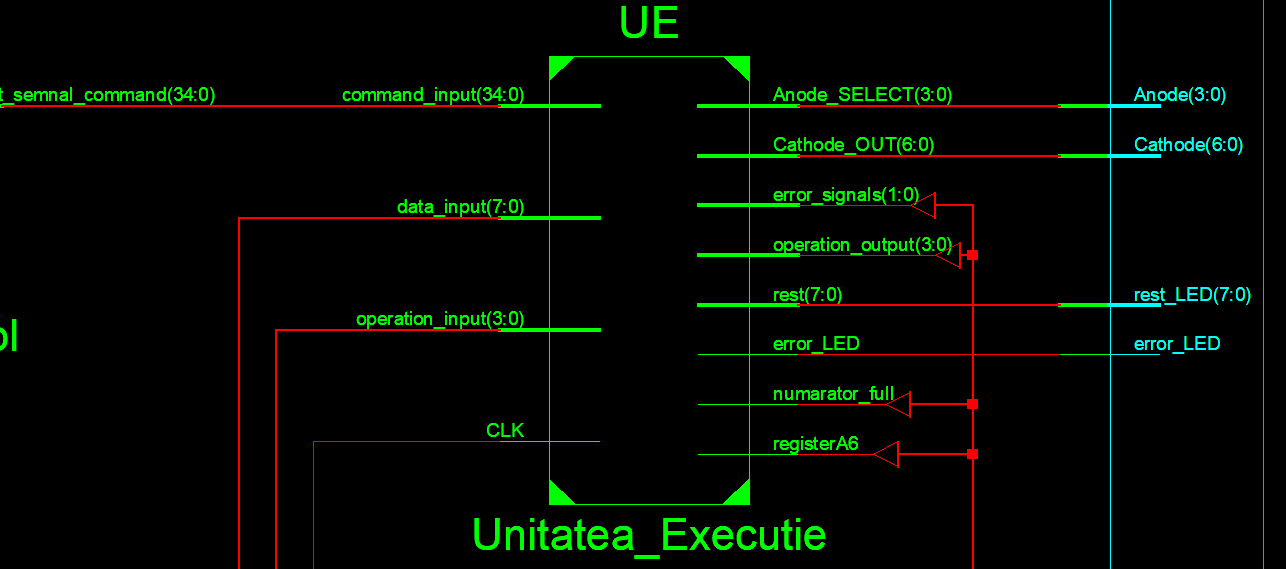 UE
t_semnal_command(34:0)
command_input(34:0)
data_input(7:0)
operation_input(3:0)
ol
CLK
Anode_SELECT(3:0)
Cathode_OUT(6:0)
error_signals(1:0)
operation_output(3:0)
rest(7:0)
error_LED
numarator_full
registerA6
Anode(3:0)
Cathode(6:0)
rest_LED(7:0)
error_LED
Unitatea_Executie